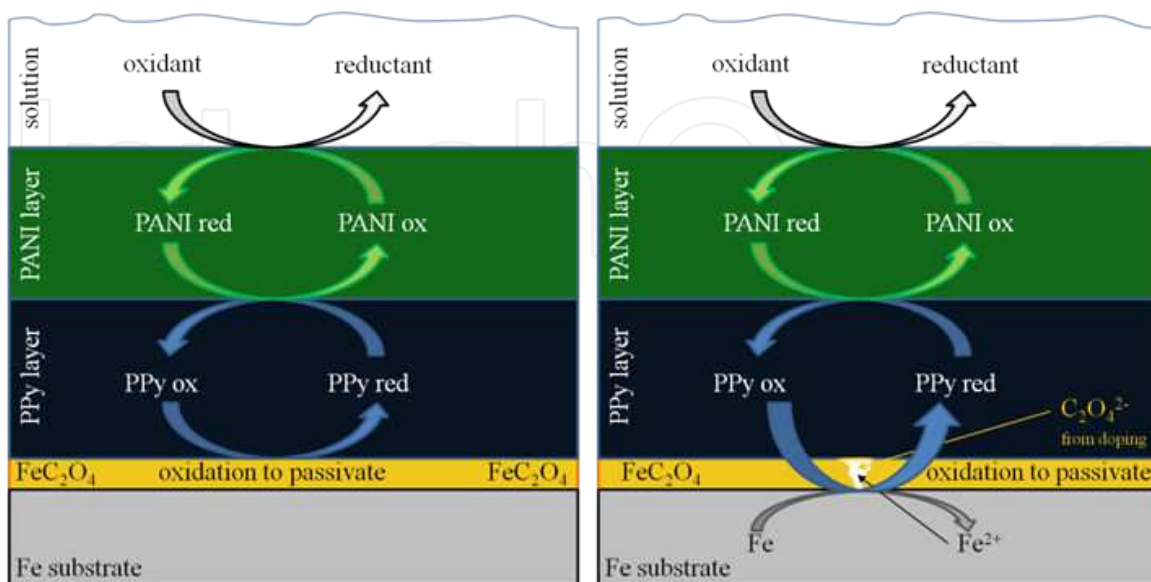 solution
oxidant
reductant
PANI layer
PANI red
PANI ox
PPy layer
PPy ox
PPy red
FeC₂O₄
oxidation to passivate
FeC₂O₄
Fe substrate
solution
oxidant
reductant
PANI layer
PANI red
PANI ox
PPy layer
PPy ox
PPy red
C₂O₄²⁻
from doping
FeC₂O₄
oxidation to passivate
Fe
Fe²⁺
Fe substrate